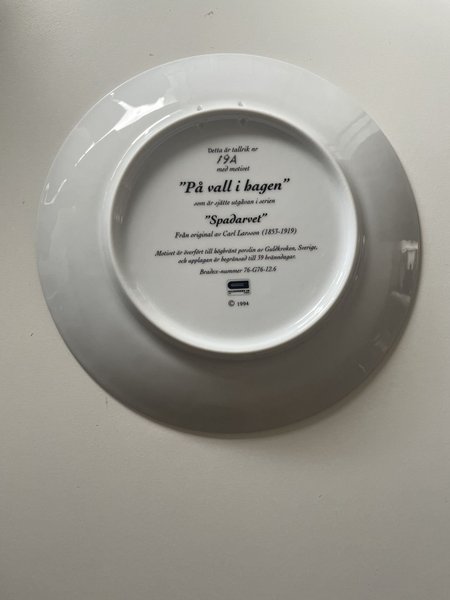 Detta är tallrik nr
19A
med motivet
"På vall i hagen"
som är sjätte utgåvan i serien
"Spadarvet"
Från original av Carl Larsson (1853-1919)
Motivet är överfört till högbränt porslin av Guldkroken, Sverige,
och upplagan är begränsad till 39 bränndagar.
Bradex-nummer 76-G76-12.6
© 1994